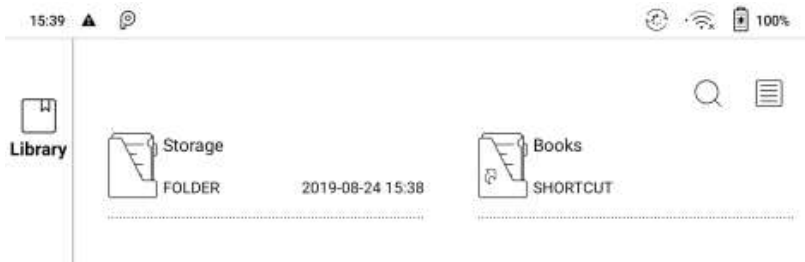 15:39 100%
Library
Storage
FOLDER 2019-08-24 15:38
Books
SHORTCUT